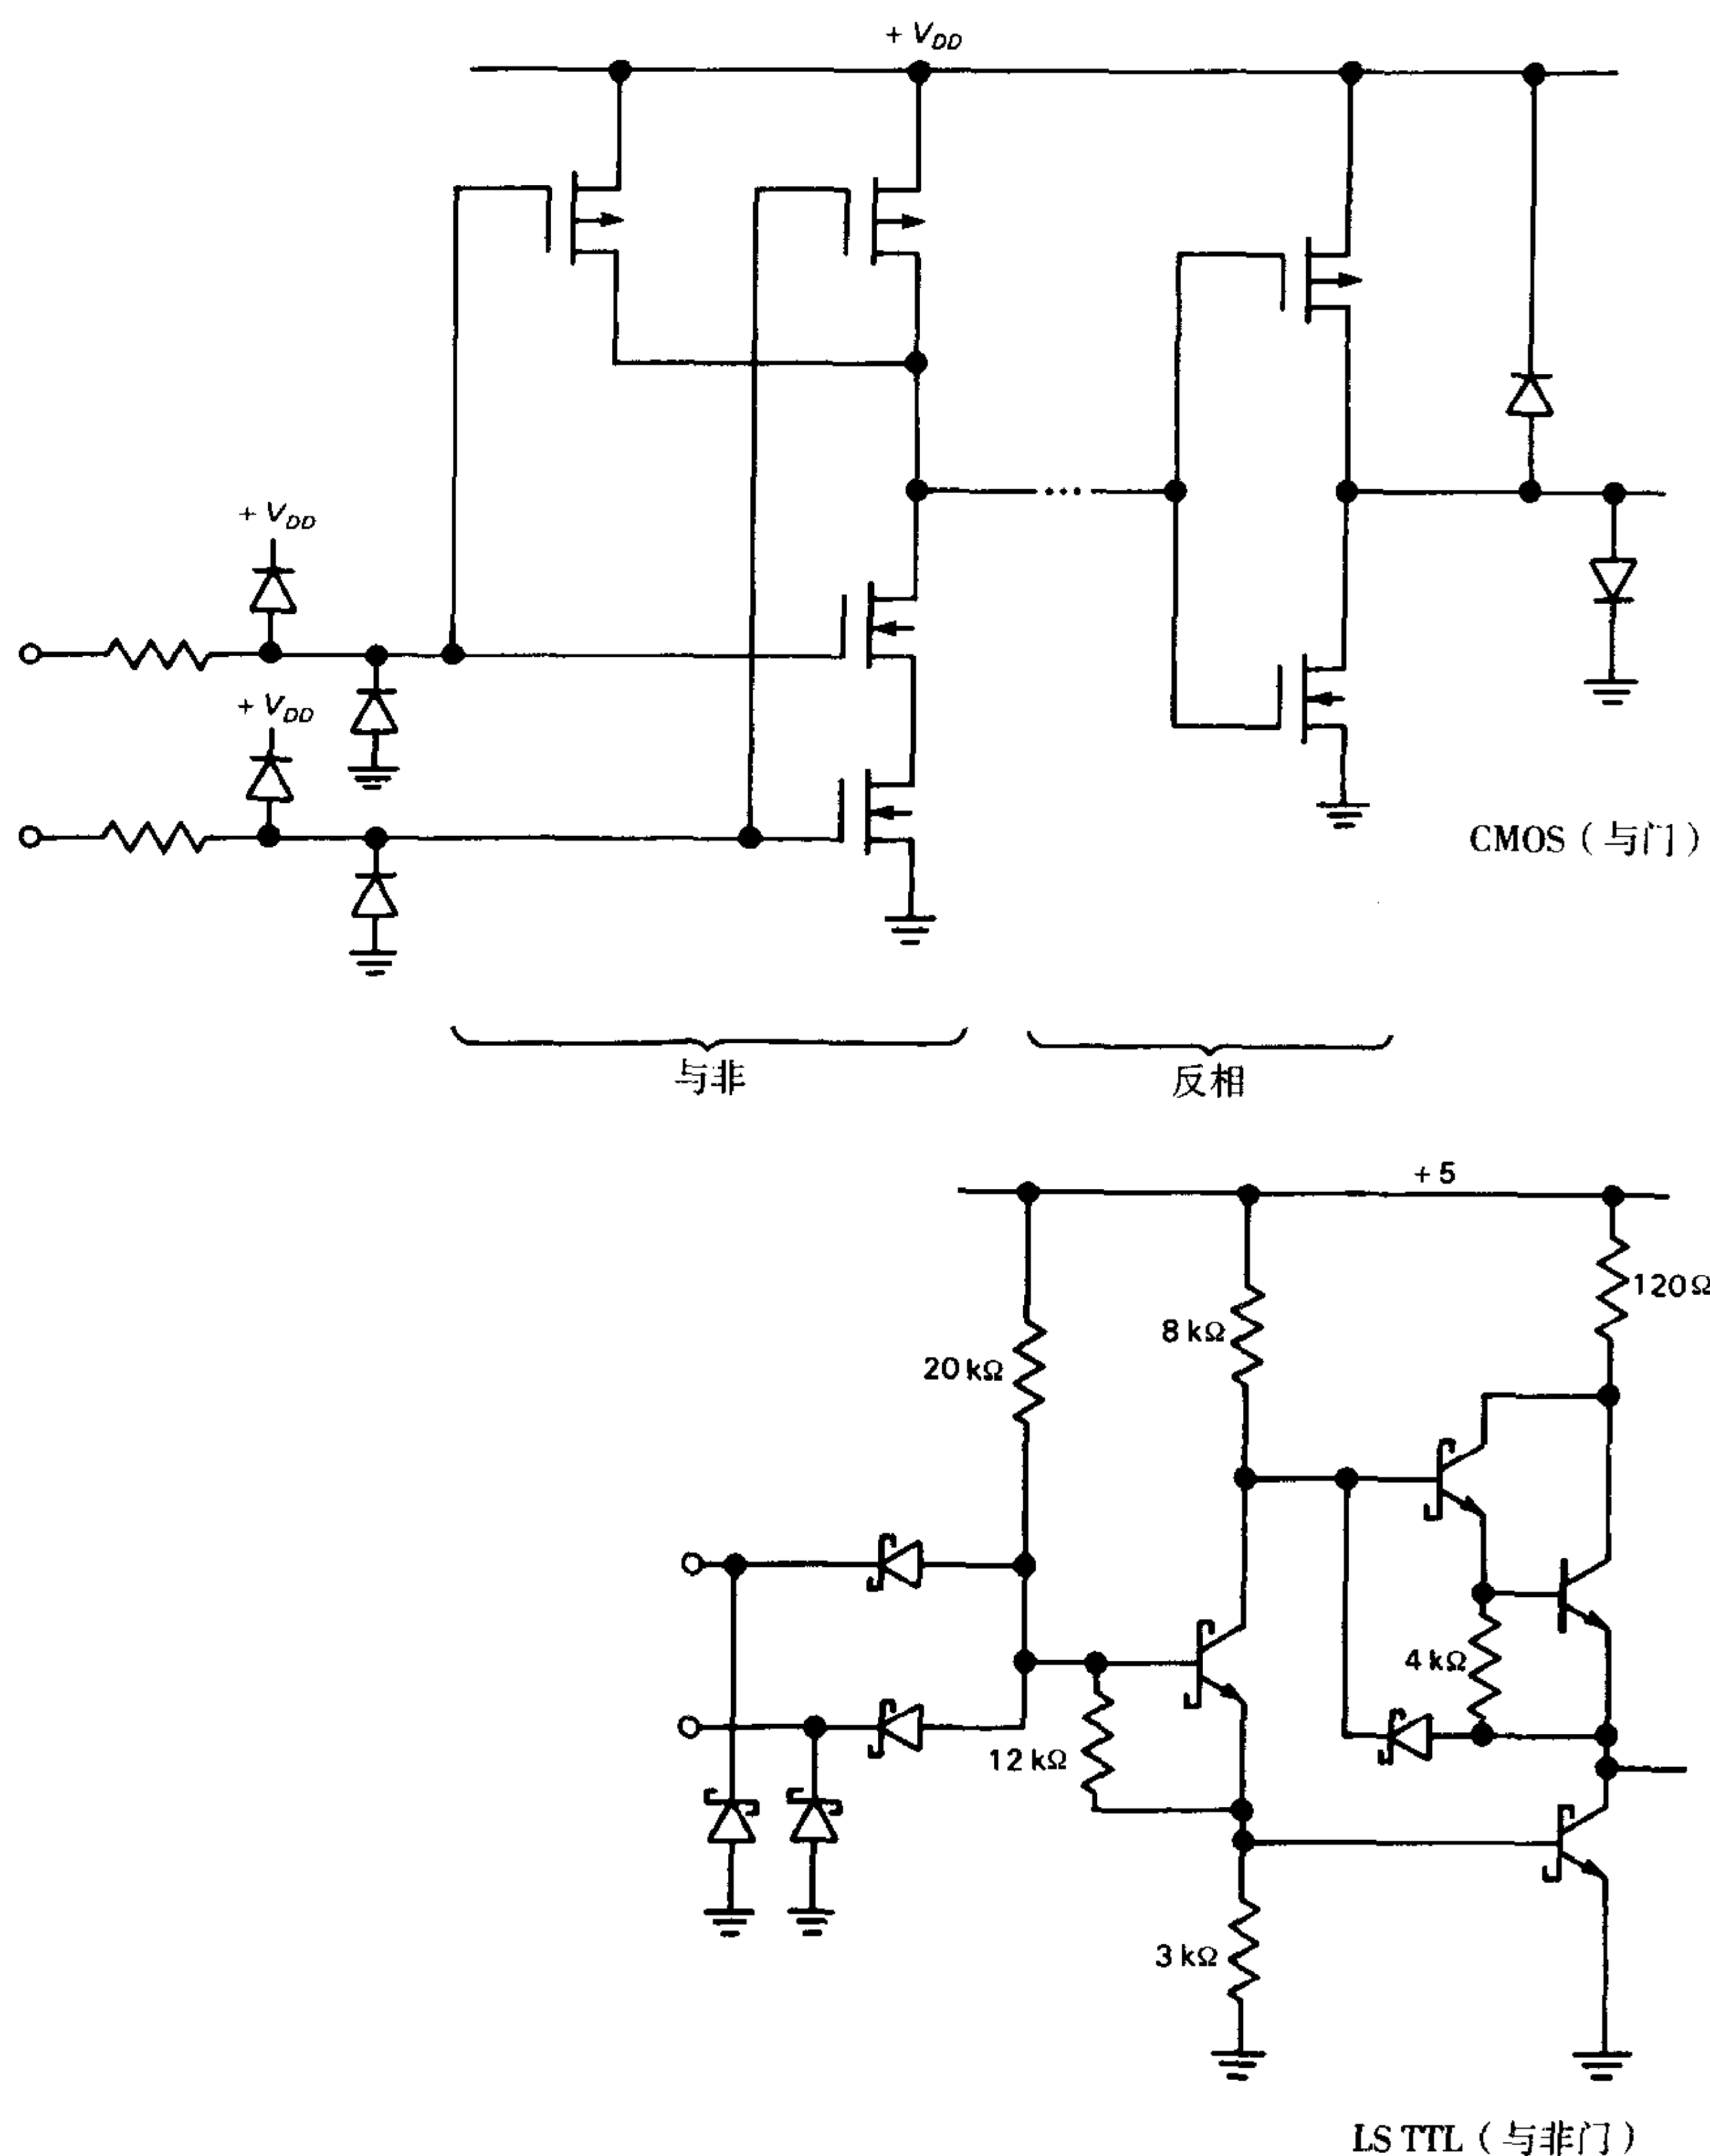 + VDD
+ VDD
+ VDD
CMOS（与门）
与非
反相
+ 5
120Ω
8 kΩ
20 kΩ
4 kΩ
12 kΩ
3 kΩ
LS TTL（与非门）